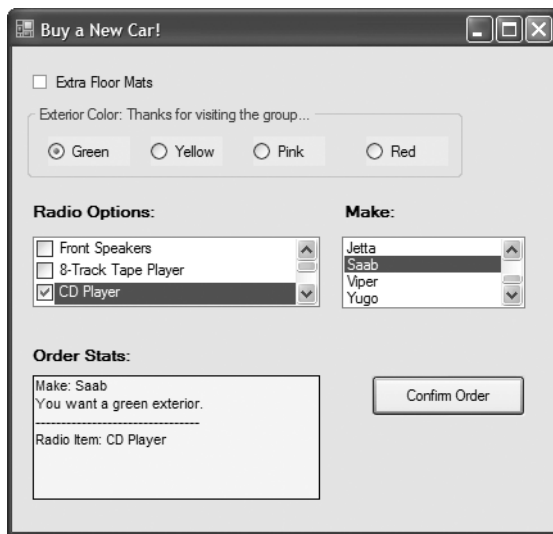 Buy a New Car!
Extra Floor Mats
Exterior Color: Thanks for visiting the group...
Green Yellow Pink Red
Radio Options: Make:
Front Speakers
8-Track Tape Player
CD Player
Jetta
Saab
Viper
Yugo
Order Stats:
Make: Saab
You want a green exterior.
--------------------------------
Radio Item: CD Player
Confirm Order